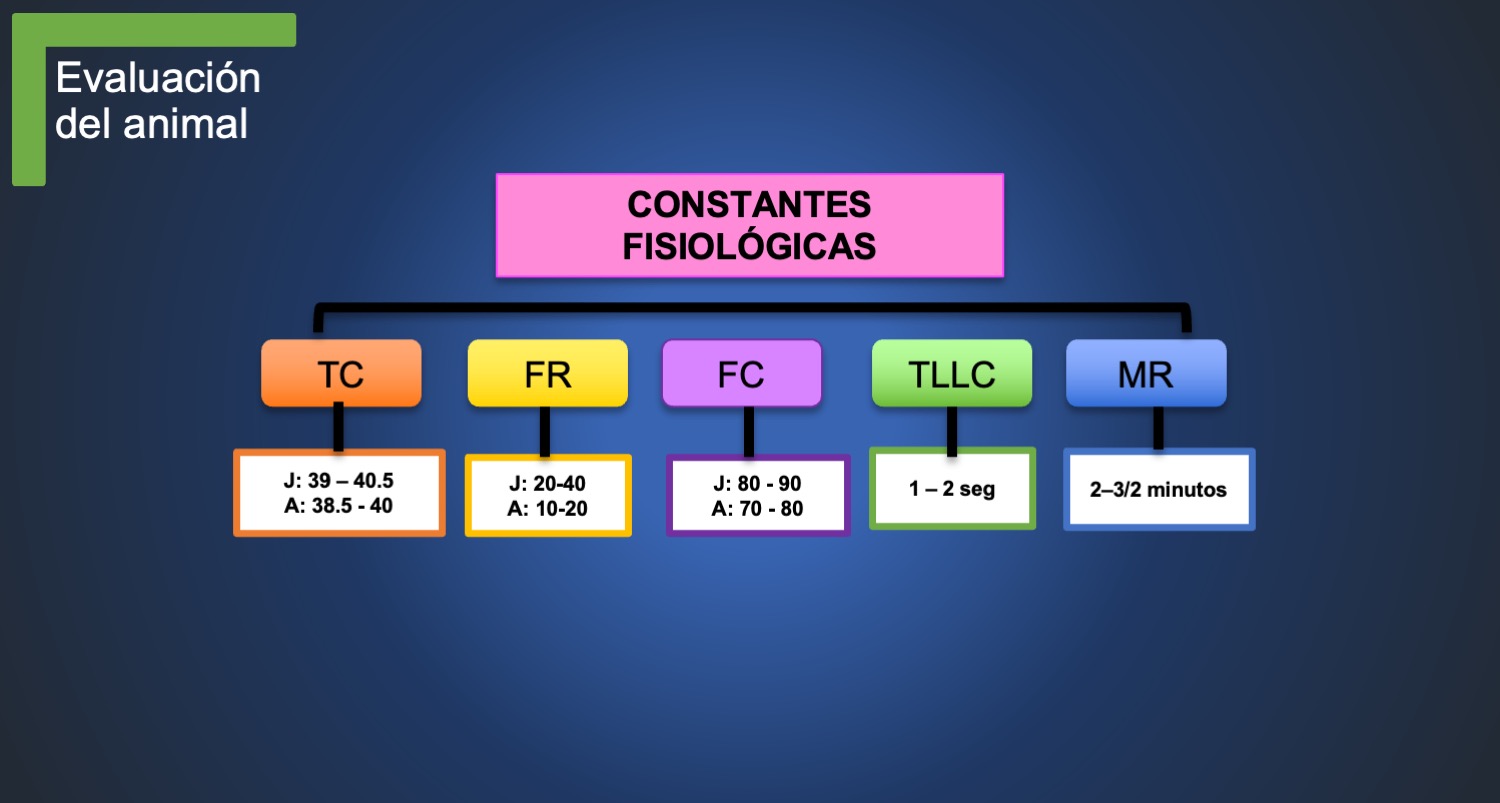 Evaluación
del animal
CONSTANTES
FISIOLÓGICAS
TC
FR
FC
TLLC
MR
J: 39 – 40.5
A: 38.5 - 40
J: 20-40
A: 10-20
J: 80 - 90
A: 70 - 80
1 – 2 seg
2–3/2 minutos